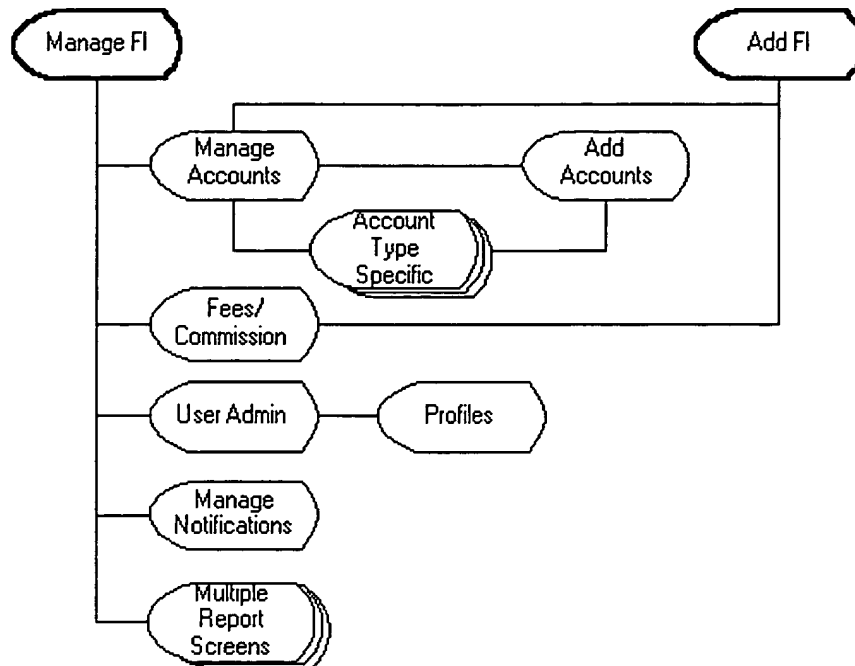 Manage FI
Add FI
Manage
Accounts
Add
Accounts
Account
Type
Specific
Fees/
Commission
User Admin
Profiles
Manage
Notifications
Multiple
Report
Screens